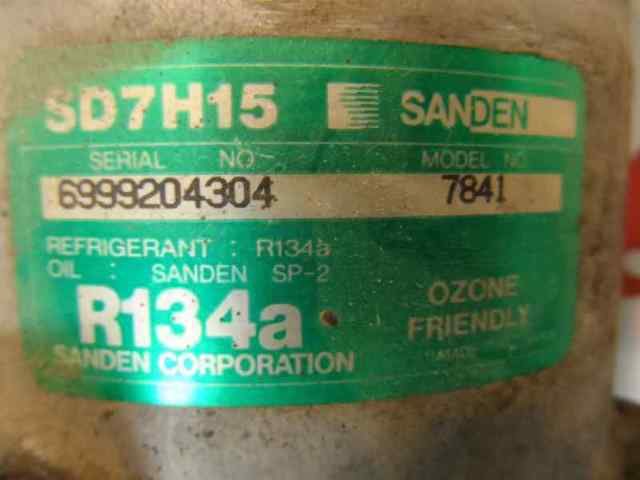 SD7H15 SANDEN
SERIAL NO MODEL NO
6999204304 7841
REFRIGERANT : R134a
OIL : SANDEN SP-2
R134a OZONE
FRIENDLY
SANDEN CORPORATION MADE